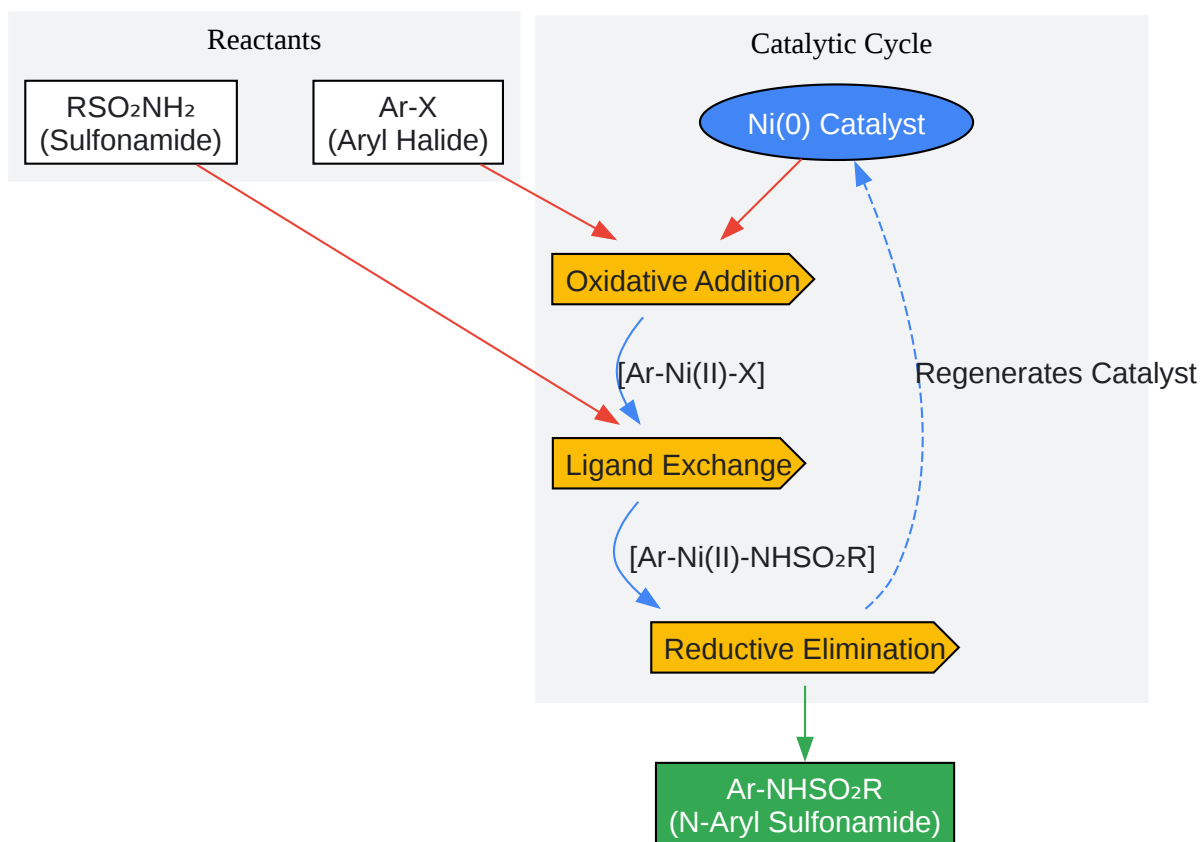 Reactants
Catalytic Cycle
RSO₂NH₂
(Sulfonamide)
Ar-X
(Aryl Halide)
Ni(0) Catalyst
Oxidative Addition
[Ar-Ni(II)-X]
Regenerates Catalyst
Ligand Exchange
[Ar-Ni(II)-NHSO₂R]
Reductive Elimination
Ar-NHSO₂R
(N-Aryl Sulfonamide)